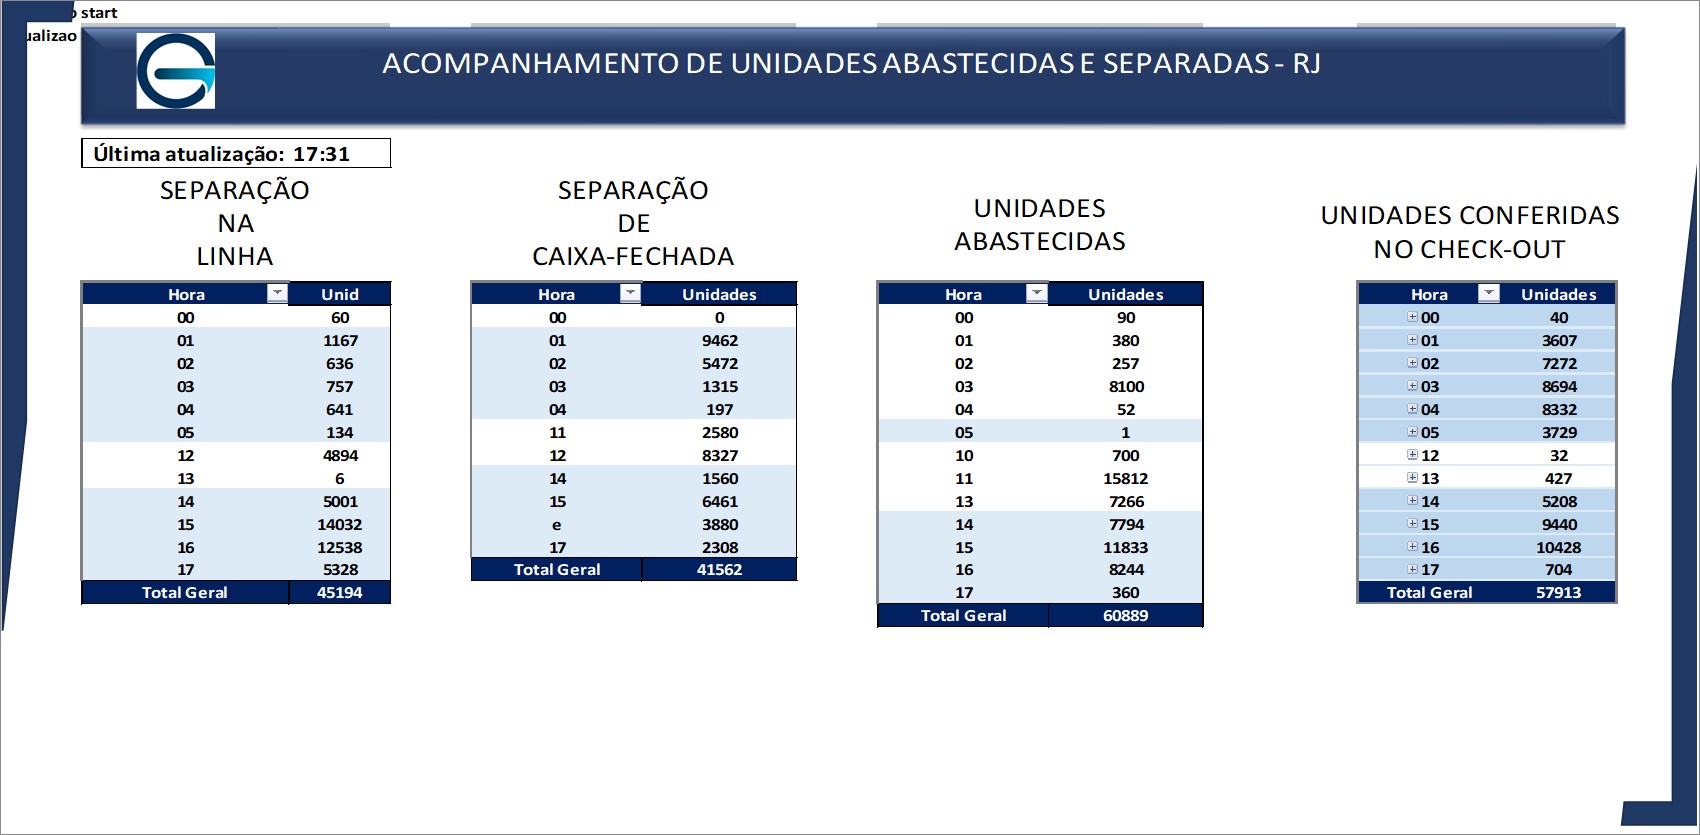 start
ualizao
ACOMPANHAMENTO DE UNIDADES ABASTECIDAS E SEPARADAS - RJ
Última atualização: 17:31
SEPARAÇÃO
NA
LINHA
Hora Unid
00 60
01 1167
02 636
03 757
04 641
05 134
12 4894
13 6
14 5001
15 14032
16 12538
17 5328
Total Geral 45194
SEPARAÇÃO
DE
CAIXA-FECHADA
Hora Unidades
00 0
01 9462
02 5472
03 1315
04 197
11 2580
12 8327
14 1560
15 6461
e 3880
17 2308
Total Geral 41562
UNIDADES
ABASTECIDAS
Hora Unidades
00 90
01 380
02 257
03 8100
04 52
05 1
10 700
11 15812
13 7266
14 7794
15 11833
16 8244
17 360
Total Geral 60889
UNIDADES CONFERIDAS
NO CHECK-OUT
Hora Unidades
00 40
01 3607
02 7272
03 8694
04 8332
05 3729
12 32
13 427
14 5208
15 9440
16 10428
17 704
Total Geral 57913